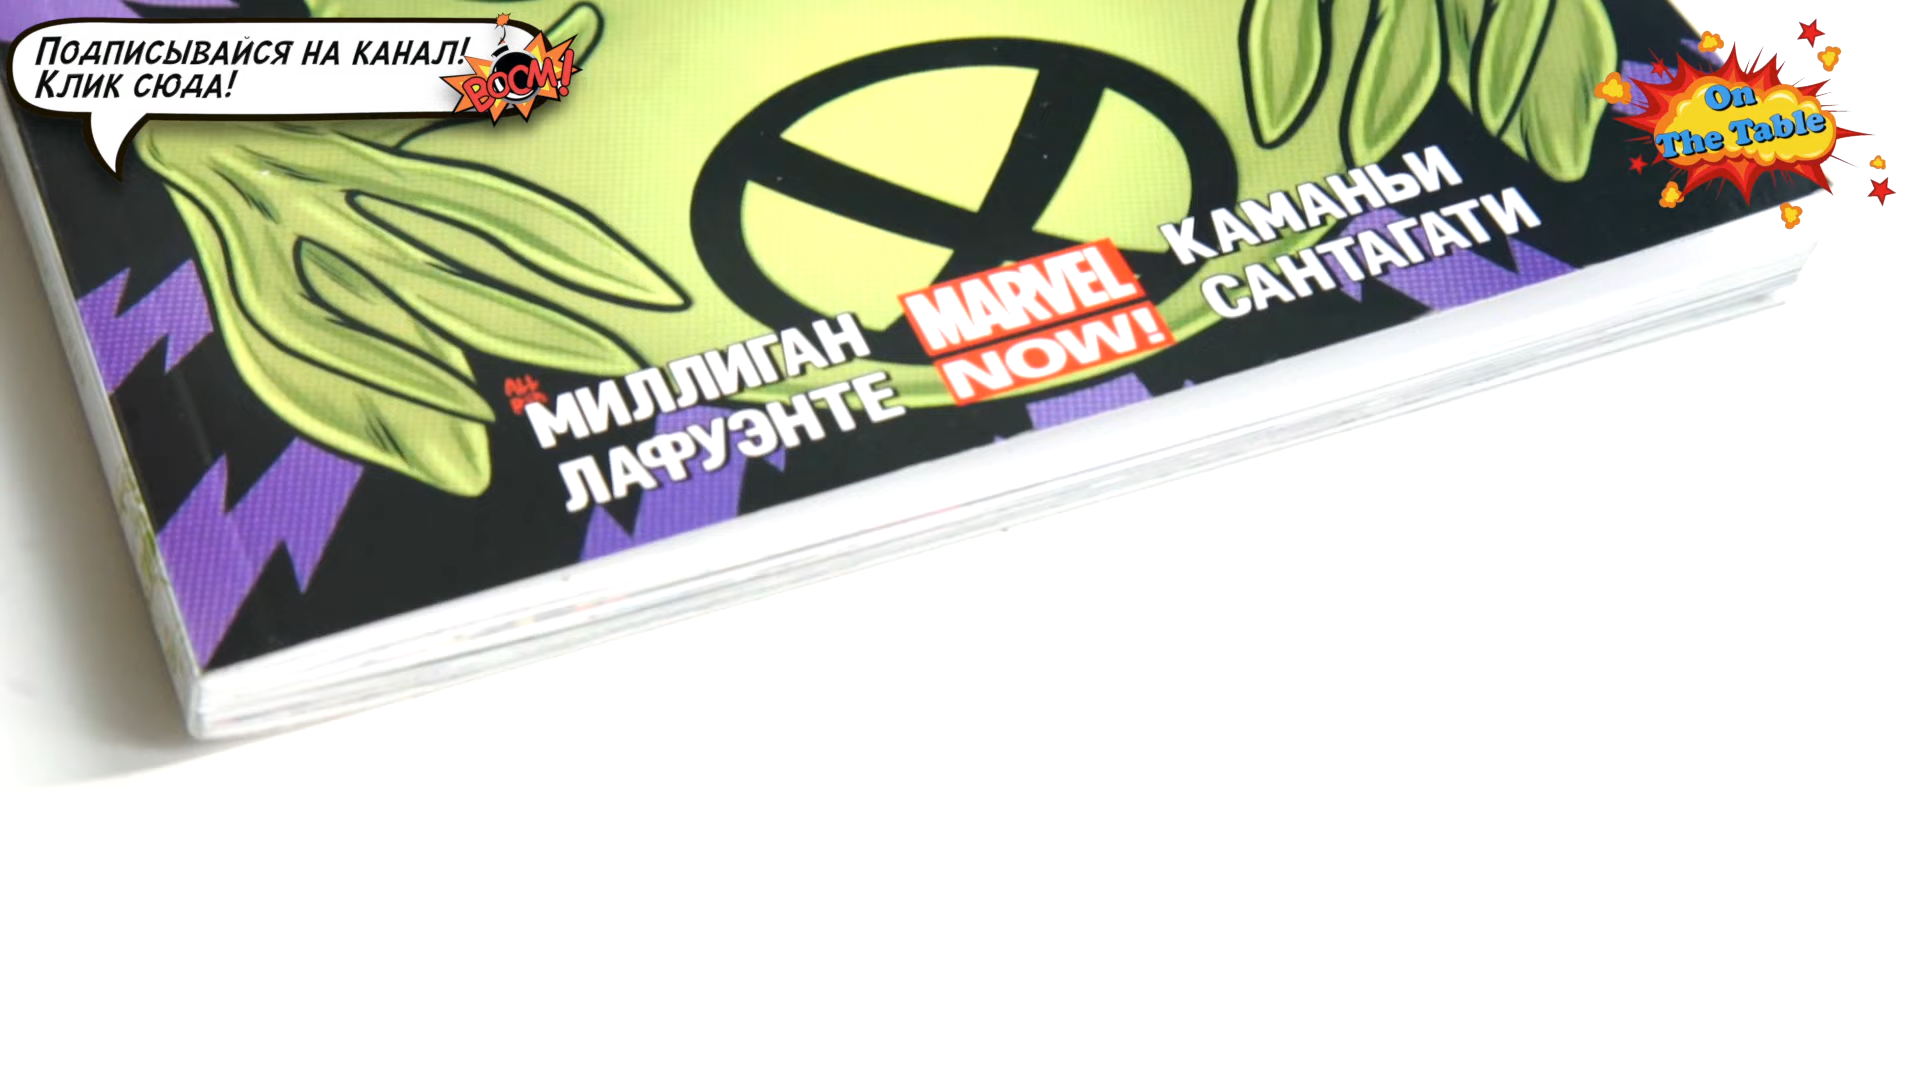 Подписывайся на канал!
Клик сюда!
BOOM!
On
The Table
МИЛЛИГАН
ЛАФУЭНТЕ
MARVEL
NOW!
КАМАНЬИ
САНТАГАТИ